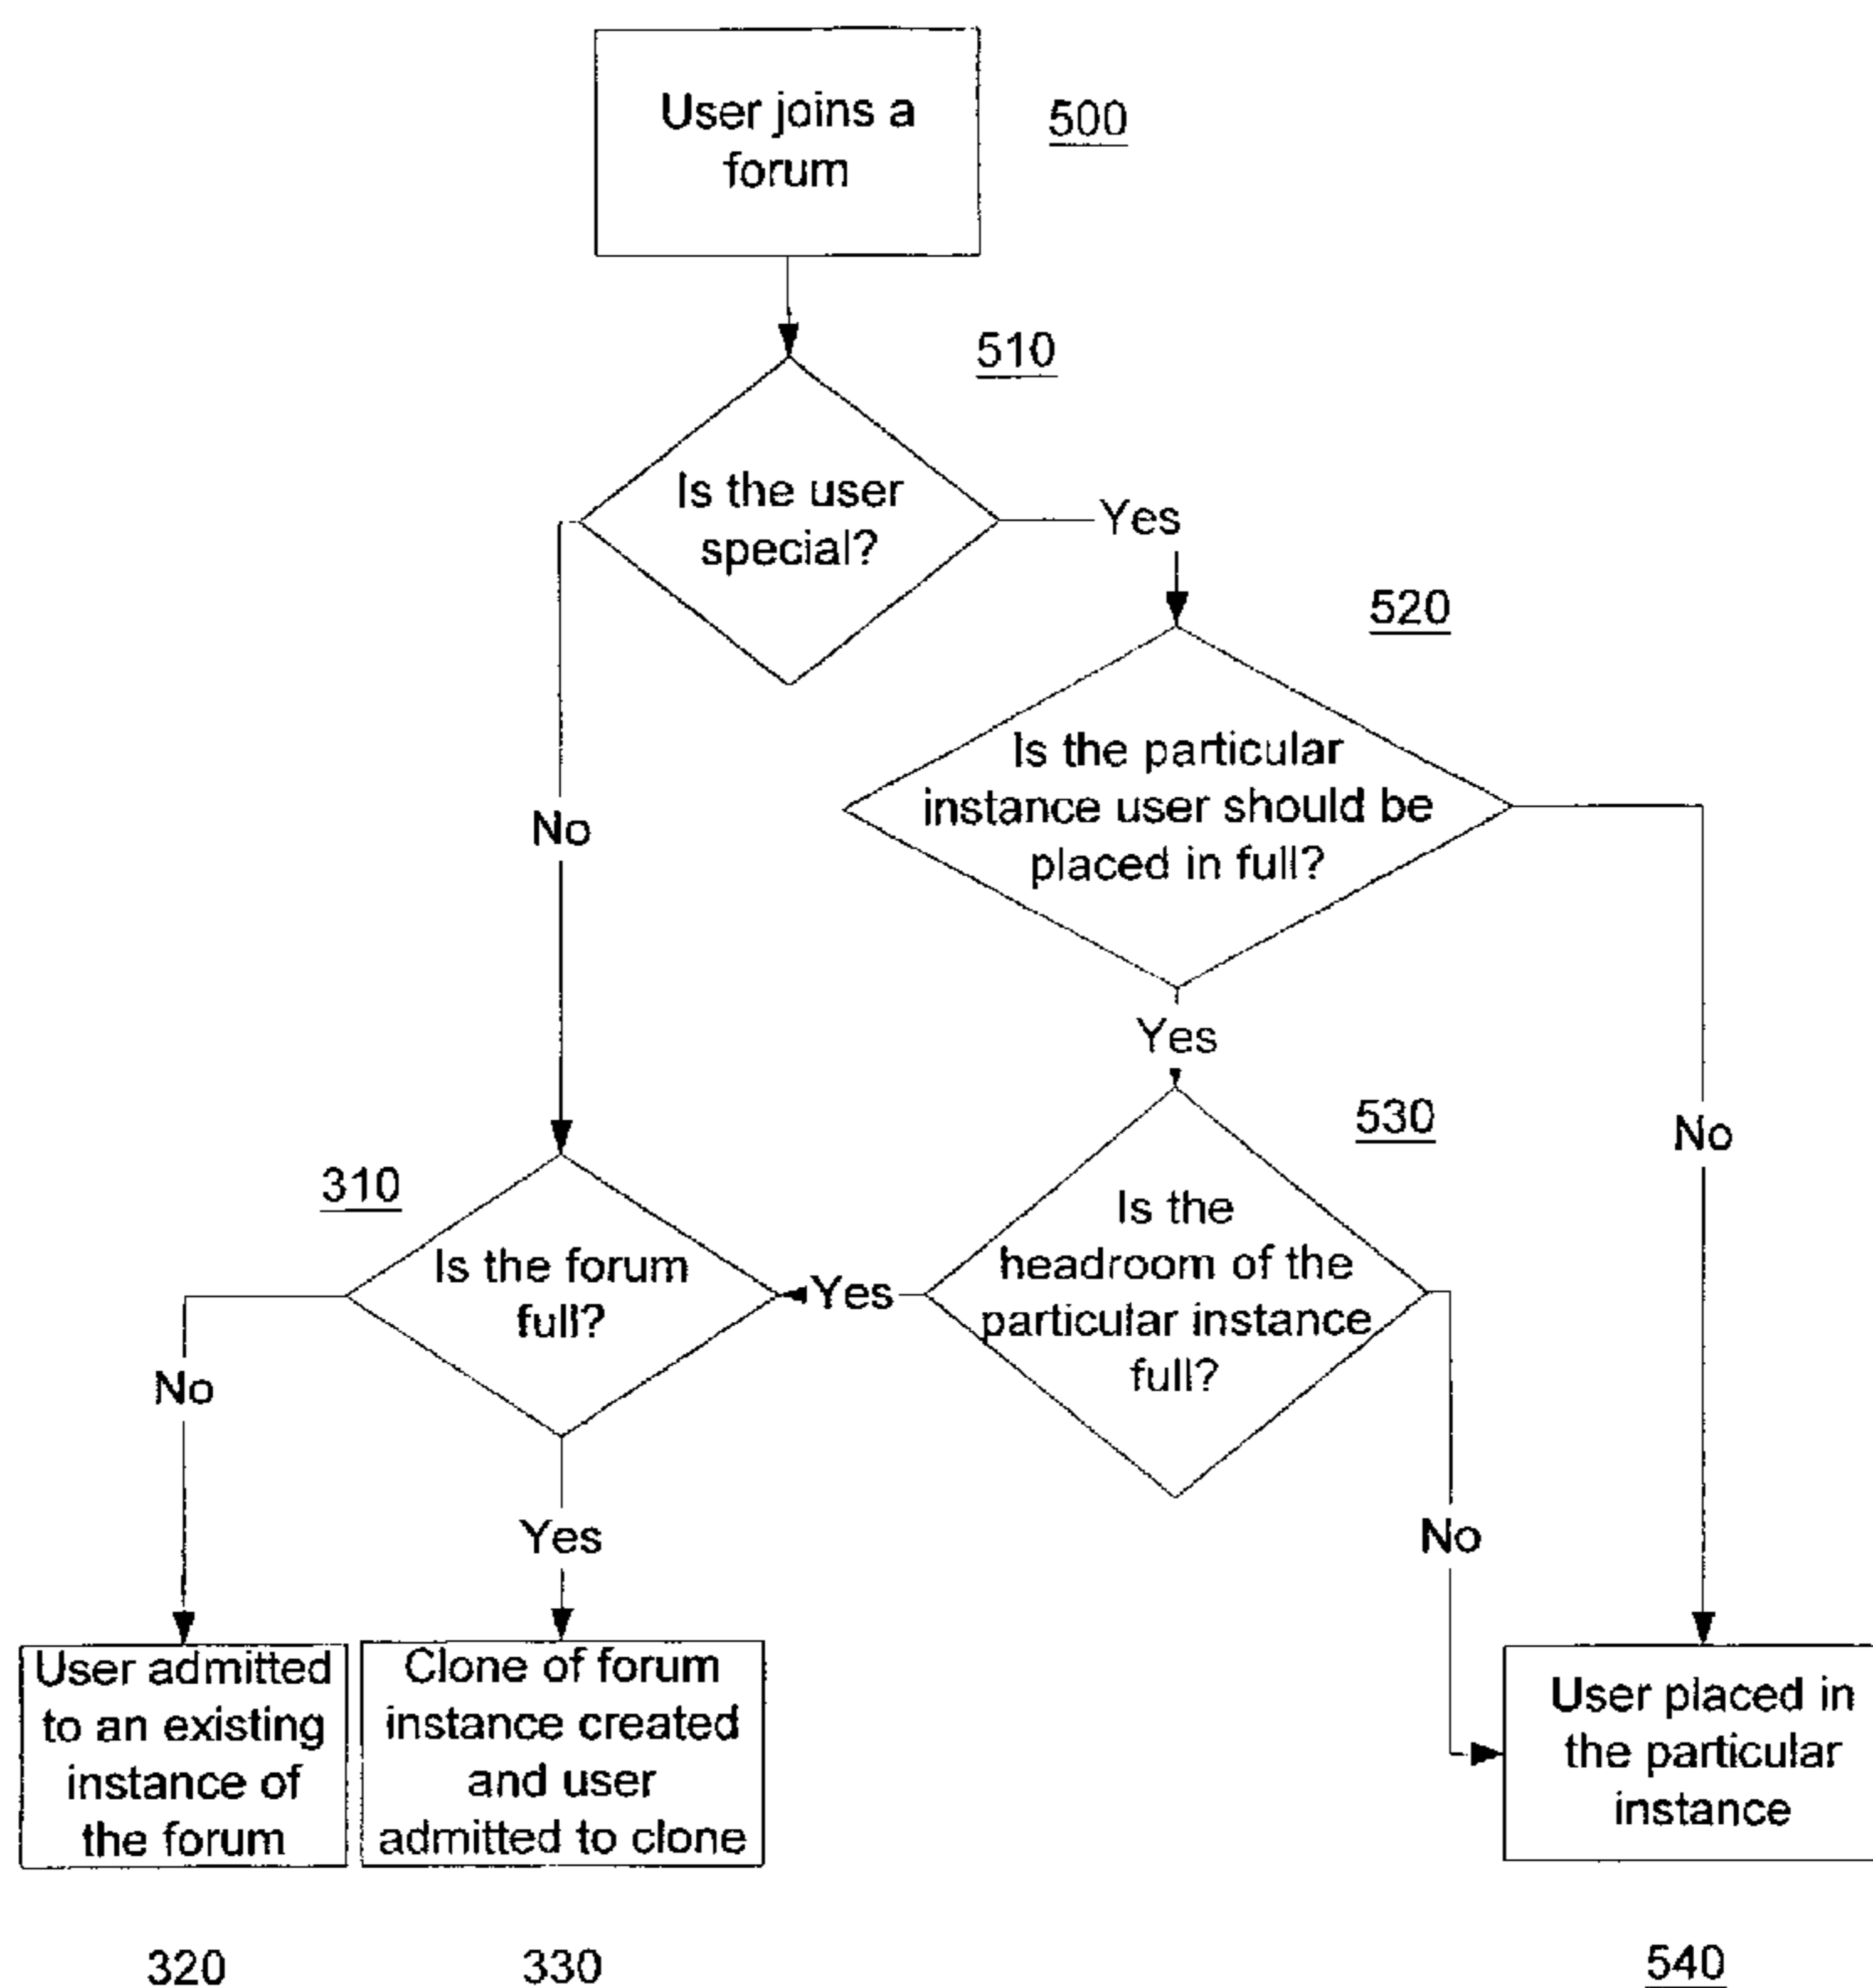 User joins a
forum
500
510
Is the user
special?
Yes
520
Is the particular
instance user should be
placed in full?
No
Yes
530
No
310
Is the forum
full?
Yes
Is the
headroom of the
particular instance
full?
No
Yes
No
User admitted
to an existing
instance of
the forum
Clone of forum
instance created
and user
admitted to clone
User placed in
the particular
instance
320
330
540